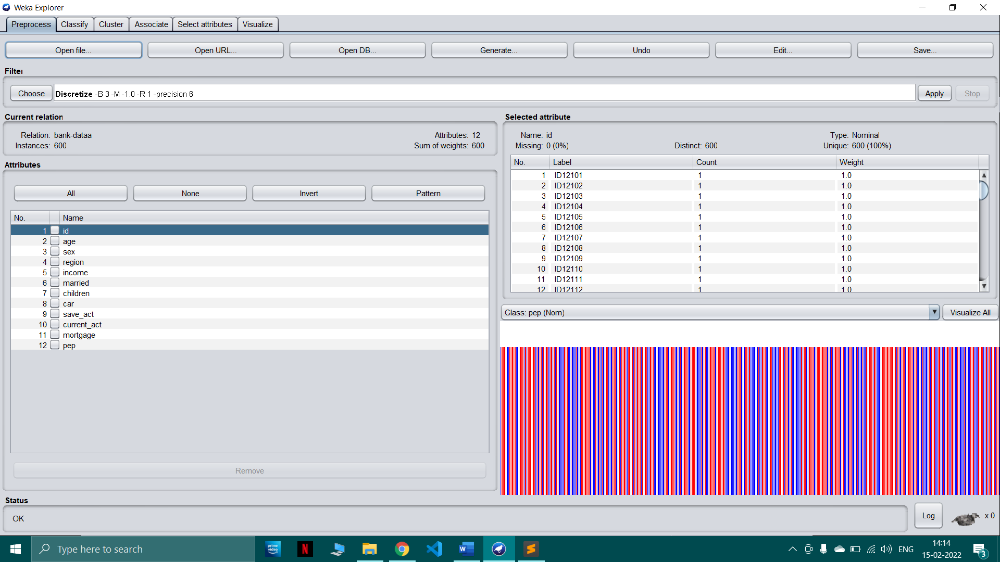 Weka Explorer
Preprocess Classify Cluster Associate Select attributes Visualize
Open file... Open URL... Open DB... Generate... Undo Edit... Save...
Filter
Choose Discretize -B 3 -M -1.0 -R 1 -precision 6 Apply Stop
Current relation
Relation: bank-dataa Attributes: 12
Instances: 600 Sum of weights: 600
Attributes
All None Invert Pattern
No. Name
1 id
2 age
3 sex
4 region
5 income
6 married
7 children
8 car
9 save_act
10 current_act
11 mortgage
12 pep
Remove
Selected attribute
Name: id Type: Nominal
Missing: 0 (0%) Distinct: 600 Unique: 600 (100%)
No. Label Count Weight
1 ID12101 1 1.0
2 ID12102 1 1.0
3 ID12103 1 1.0
4 ID12104 1 1.0
5 ID12105 1 1.0
6 ID12106 1 1.0
7 ID12107 1 1.0
8 ID12108 1 1.0
9 ID12109 1 1.0
10 ID12110 1 1.0
11 ID12111 1 1.0
12 ID12112 1 1.0
Class: pep (Nom) Visualize All
Status
OK
Log x 0
Type here to search
prime video
N
W
S
ENG
14:14
15-02-2022
3